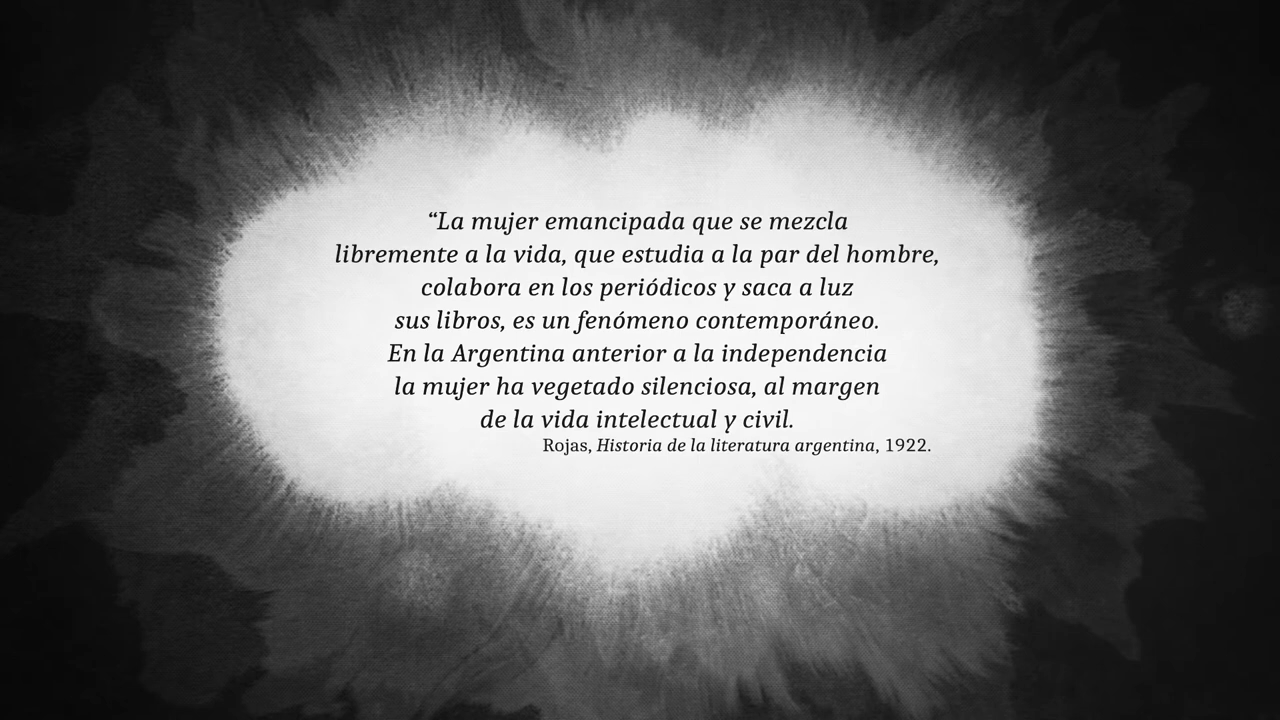 “La mujer emancipada que se mezcla
libremente a la vida, que estudia a la par del hombre,
colabora en los periódicos y saca a luz
sus libros, es un fenómeno contemporáneo.
En la Argentina anterior a la independencia
la mujer ha vegetado silenciosa, al margen
de la vida intelectual y civil.
Rojas, Historia de la literatura argentina, 1922.